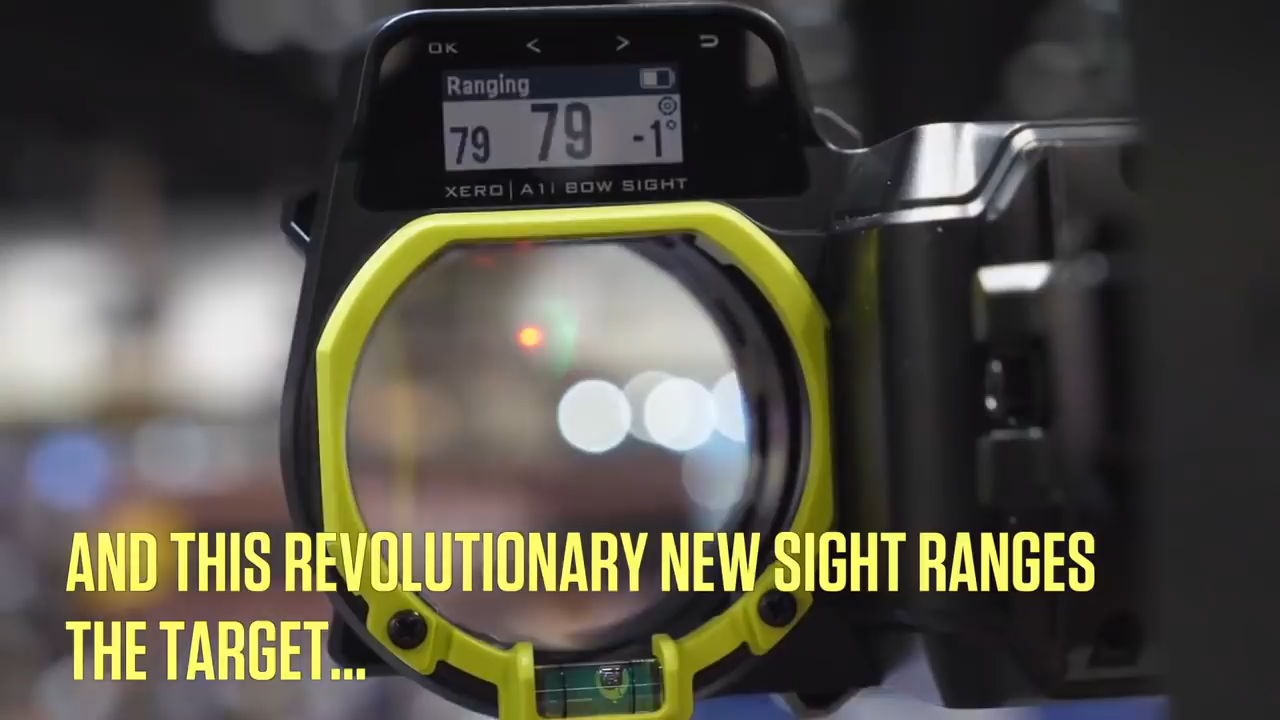 OK < >
Ranging
79 79 -1°
XERO | A1i BOW SIGHT
AND THIS REVOLUTIONARY NEW SIGHT RANGES
THE TARGET...